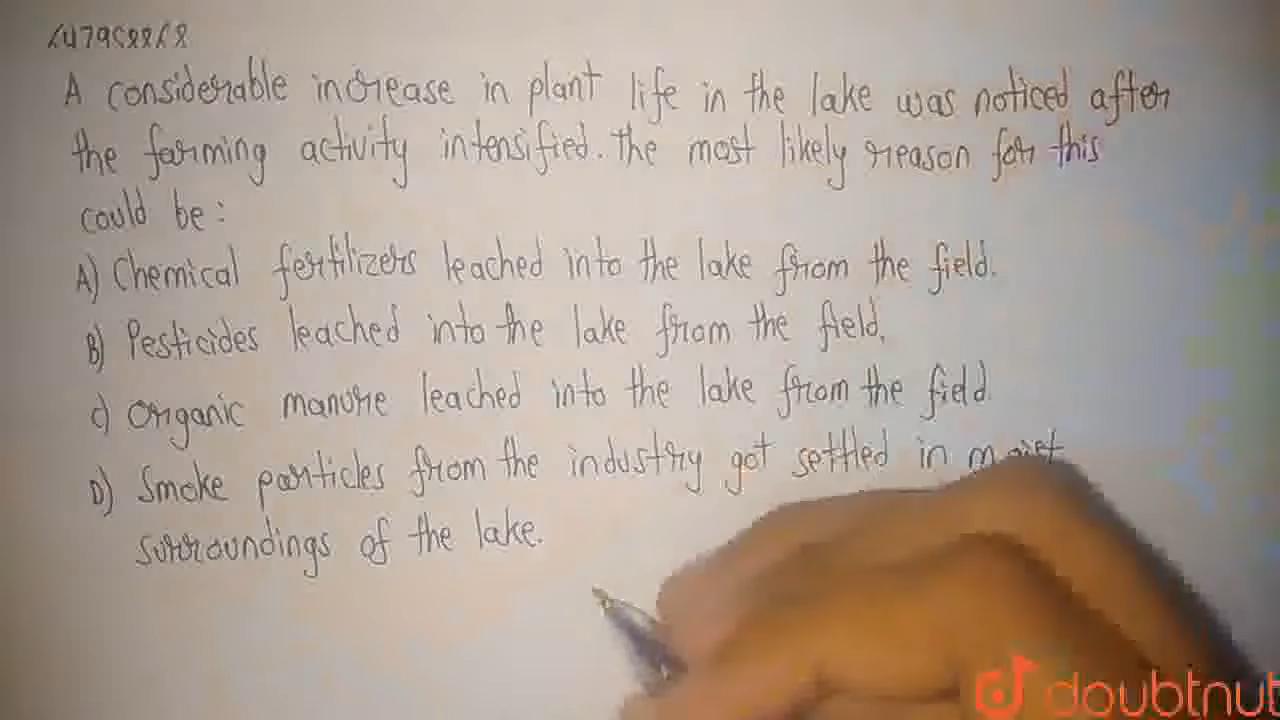 A considerable increase in plant life in the lake was noticed after
the farming activity intensified. The most likely reason for this
could be:
A) Chemical fertilizers leached into the lake from the field.
B) Pesticides leached into the lake from the field.
C) Organic manure leached into the lake from the field.
D) Smoke particles from the industry got settled in
surroundings of the lake.
doubtnut